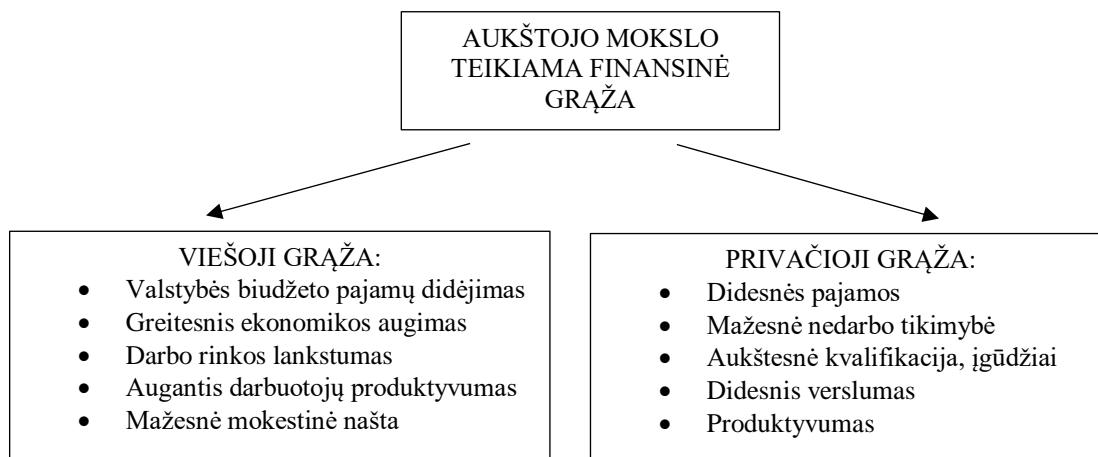 AUKŠTOJO MOKSLO
TEIKIAMA FINANSINĖ
GRĄŽA
VIEŠOJI GRĄŽA:
• Valstybės biudžeto pajamų didėjimas
• Greitesnis ekonomikos augimas
• Darbo rinkos lankstumas
• Augantis darbuotojų produktyvumas
• Mažesnė mokestinė našta
PRIVAČIOJI GRĄŽA:
• Didesnės pajamos
• Mažesnė nedarbo tikimybė
• Aukštesnė kvalifikacija, įgūdžiai
• Didesnis verslumas
• Produktyvumas